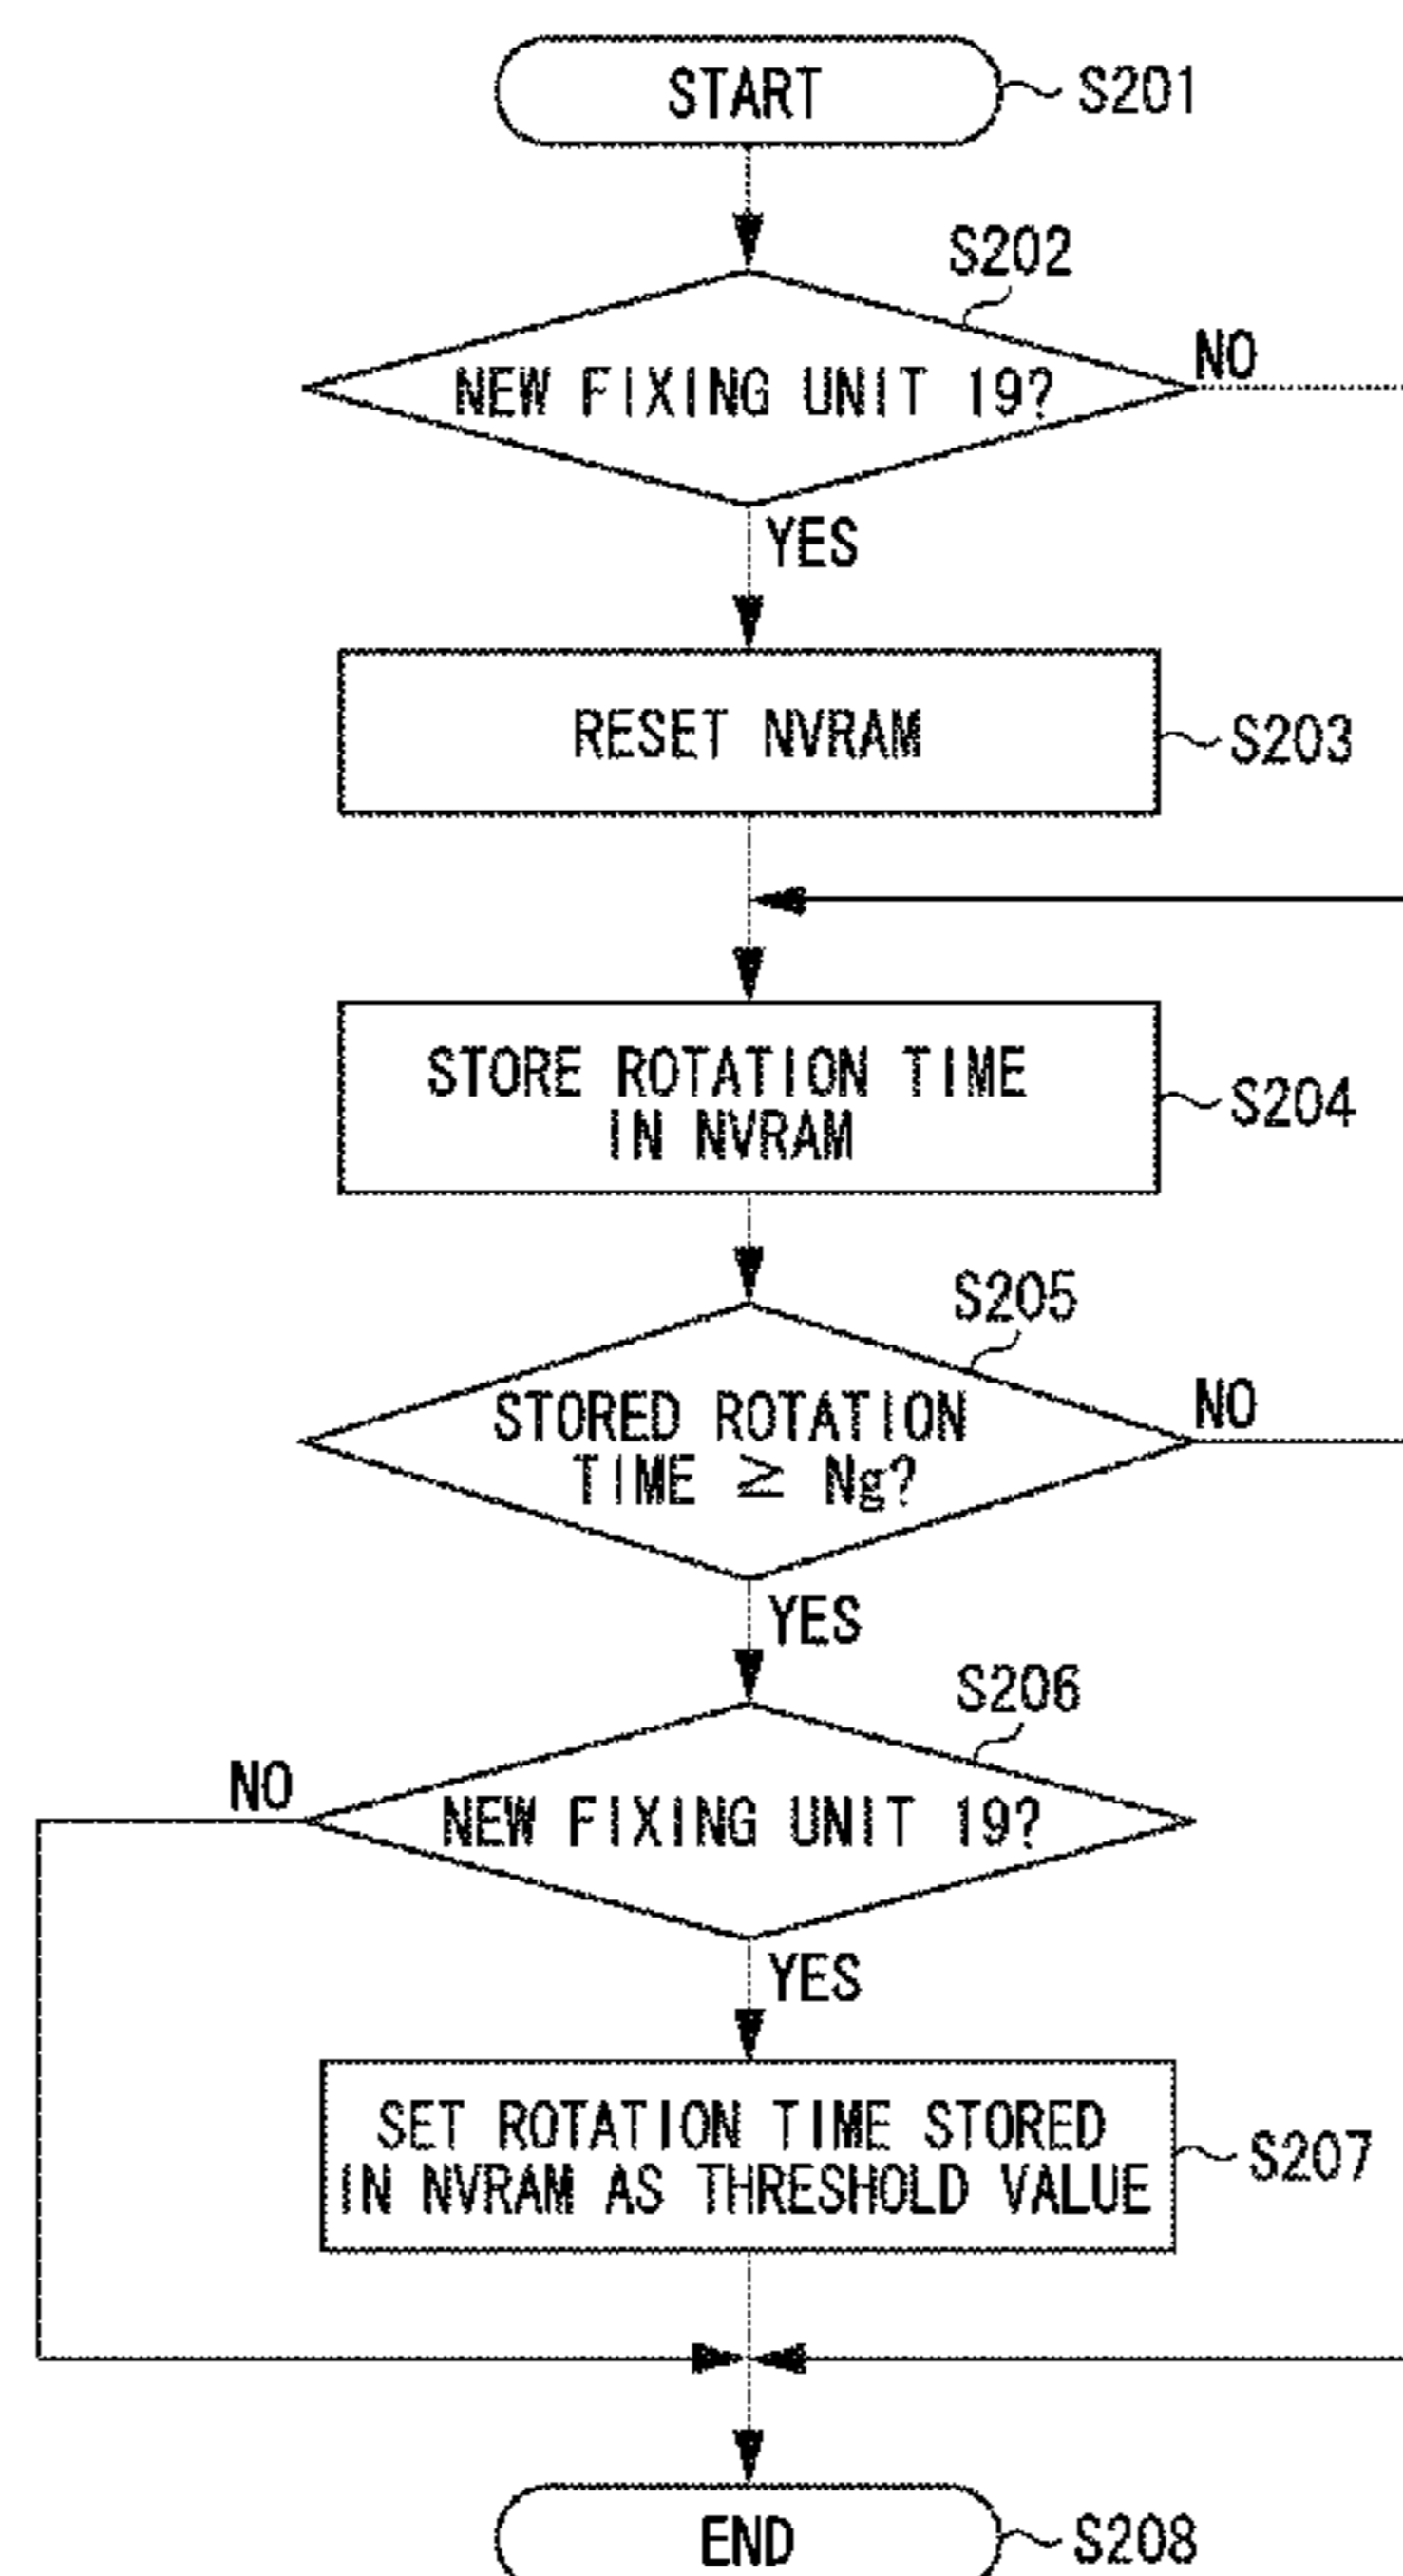 START
S201
S202
NEW FIXING UNIT 19?
NO
YES
RESET NVRAM
S203
STORE ROTATION TIME
IN NVRAM
S204
S205
STORED ROTATION
TIME ≥ Ng?
NO
YES
S206
NO
NEW FIXING UNIT 19?
YES
SET ROTATION TIME STORED
IN NVRAM AS THRESHOLD VALUE
S207
END
S208